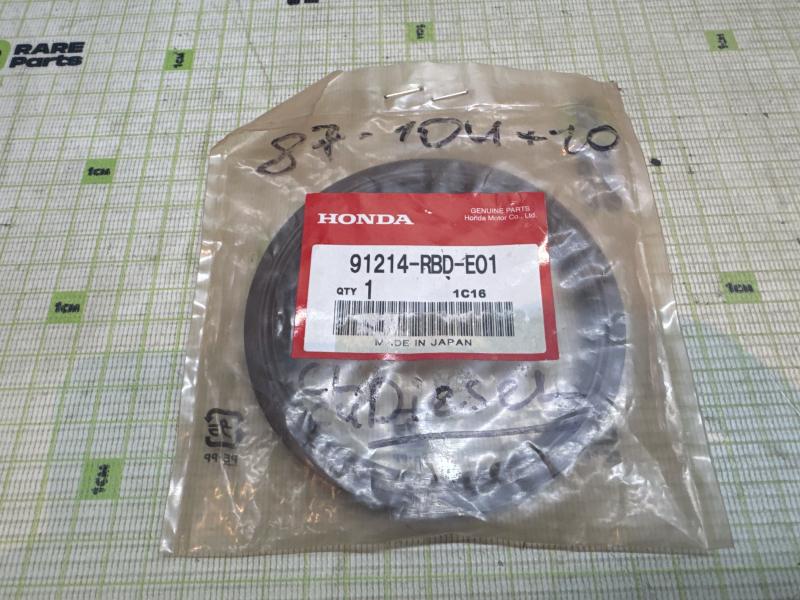 RARE
Parts
1CM
1CM
1CM
1CM
1CM
1CM
1CM
87-104+10
HONDA
GENUINE PARTS
Honda Motor Co., Ltd.
91214-RBD-E01
QTY 1
1C16
MADE IN JAPAN
Diesel